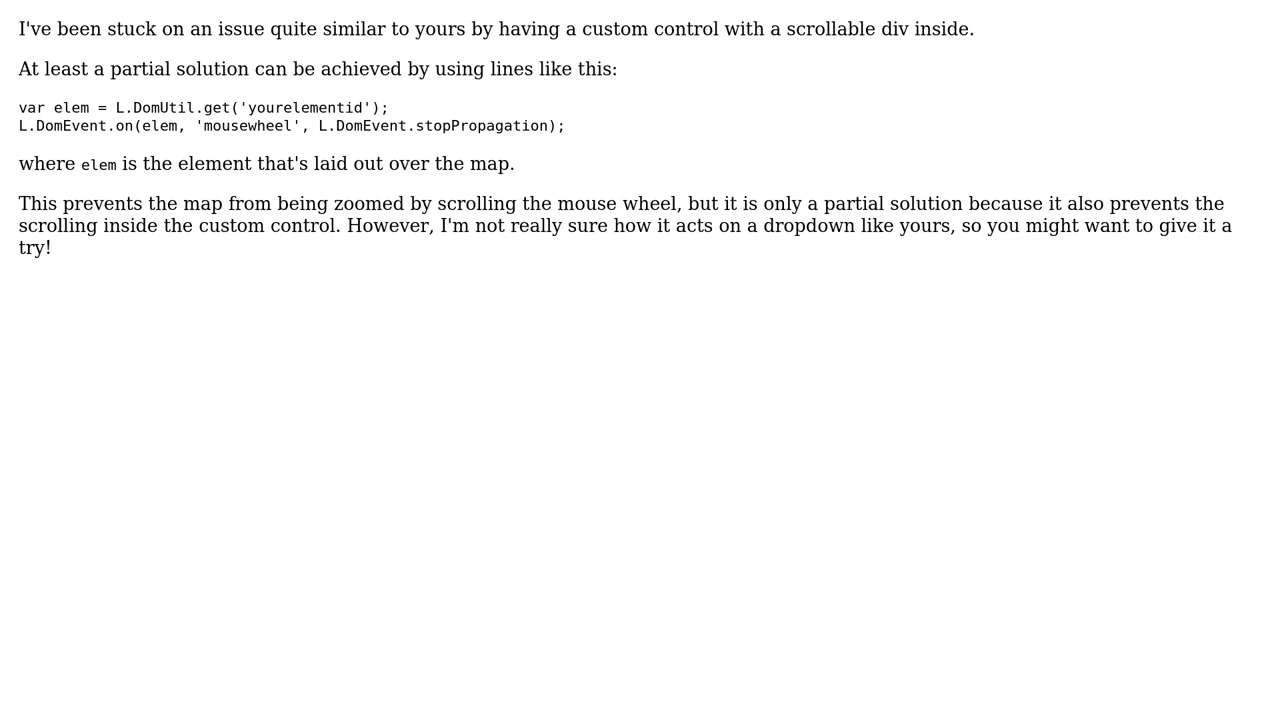 I've been stuck on an issue quite similar to yours by having a custom control with a scrollable div inside.
At least a partial solution can be achieved by using lines like this:
var elem = L.DomUtil.get('yourelementid');
L.DomEvent.on(elem, 'mousewheel', L.DomEvent.stopPropagation);
where elem is the element that's laid out over the map.
This prevents the map from being zoomed by scrolling the mouse wheel, but it is only a partial solution because it also prevents the
scrolling inside the custom control. However, I'm not really sure how it acts on a dropdown like yours, so you might want to give it a
try!